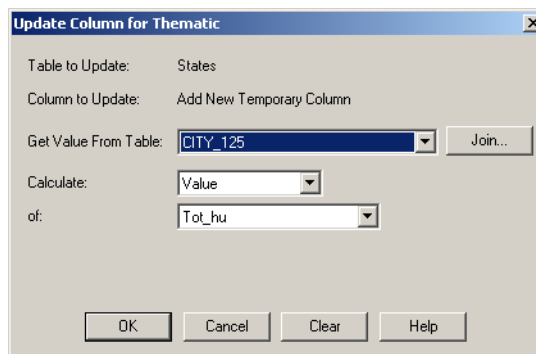 Update Column for Thematic
Table to Update: States
Column to Update: Add New Temporary Column
Get Value From Table: CITY_125 Join...
Calculate: Value
of: Tot_hu
OK Cancel Clear Help